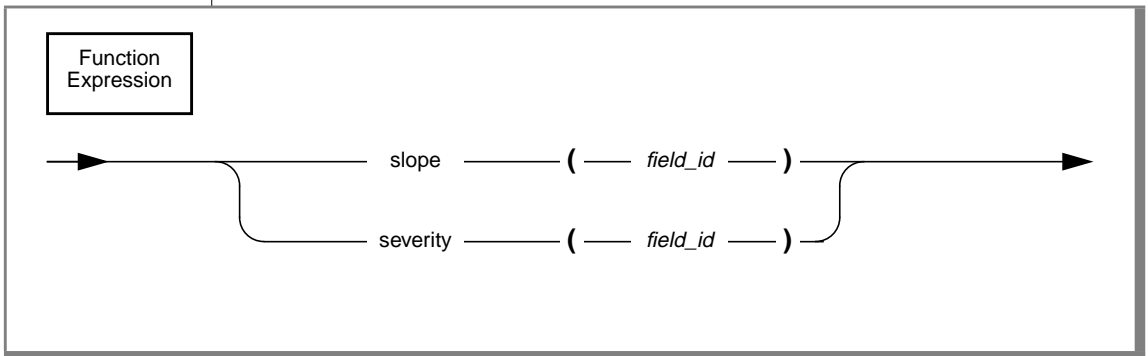 Function
Expression
slope ( field_id )
severity ( field_id )